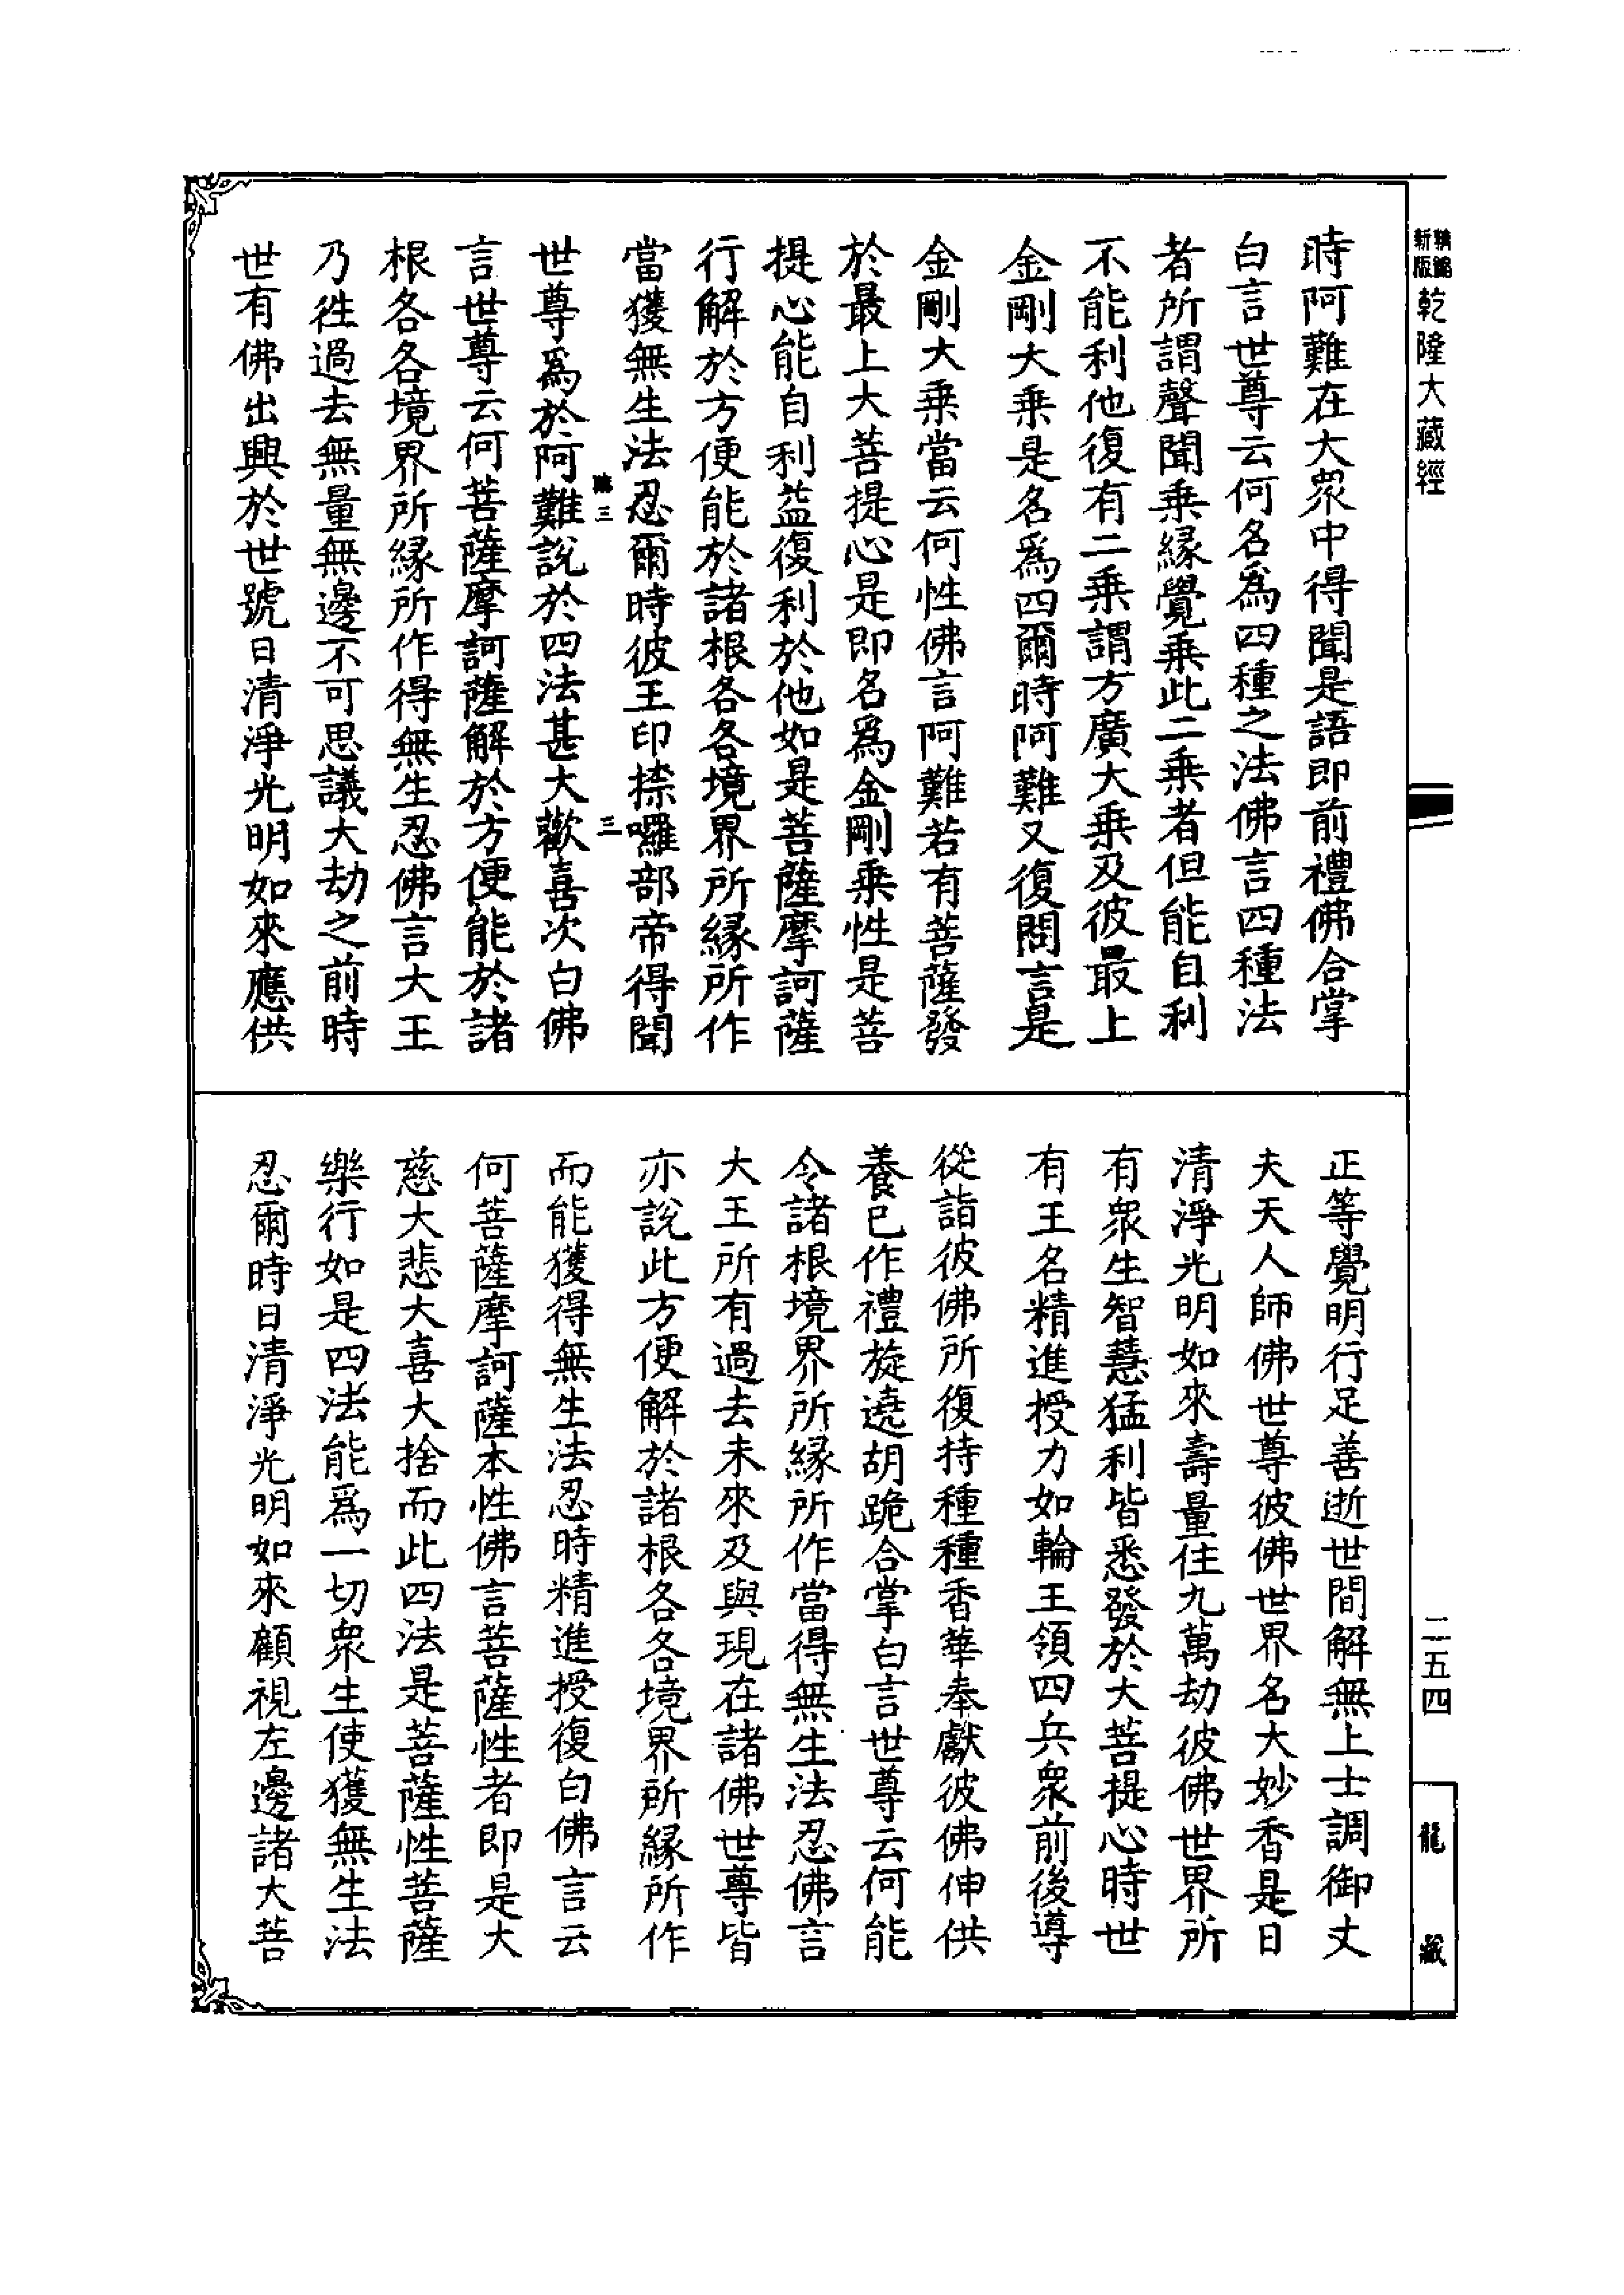 時阿難在大眾中得聞是語即前禮佛合掌
白言世尊云何名為四種之法佛言四種法
者所謂聲聞乗縁覺乗此二乗者但能自利
不能利他復有二乗謂方廣大乗及彼最上
金剛大乗是名爲四爾時阿難又復問言是
金剛大乗當云何性佛言阿難若有菩薩發
於最上大菩提心是即名爲金剛乗性是菩
提心能自利益復利於他如是菩薩摩訶薩
行解於方便能於諸根各各境界所縁所作
當獲無生法忍爾時彼王印捺囉部帝得聞
三
三
世尊爲於阿難說於四法甚大歡喜次白佛
言世尊云何菩薩摩訶薩解於方便能於諸
根各各境界所縁所作得無生忍佛言大王
乃徃過去無量無邊不可思議大劫之前時
世有佛出興於世號曰清淨光明如來應供
正等覺明行足善逝世間解無上士調御丈
夫天人師佛世尊彼佛世界名大妙香是日
清淨光明如來壽量住九萬劫彼佛世界所
有眾生智慧猛利皆悉發於大菩提心時世
有王名精進授力如輪王領四兵眾前後導
從詣彼佛所復持種種香華奉獻彼佛伸供
養已作禮旋遶胡跪合掌白言世尊云何能
令諸根境界所縁所作當得無生法忍佛言
大王所有過去未來及與現在諸佛世尊皆
亦說此方便解於諸根各各境界所縁所作
而能獲得無生法忍時精進授復白佛言云
何菩薩摩訶薩本性佛言菩薩性者即是大
慈大悲大喜大捨而此四法是菩薩性菩薩
樂行如是四法能爲一切眾生使獲無生法
忍爾時日清淨光明如來顧視左邊諸大菩
新版
乾隆大藏經
二五四
龍藏